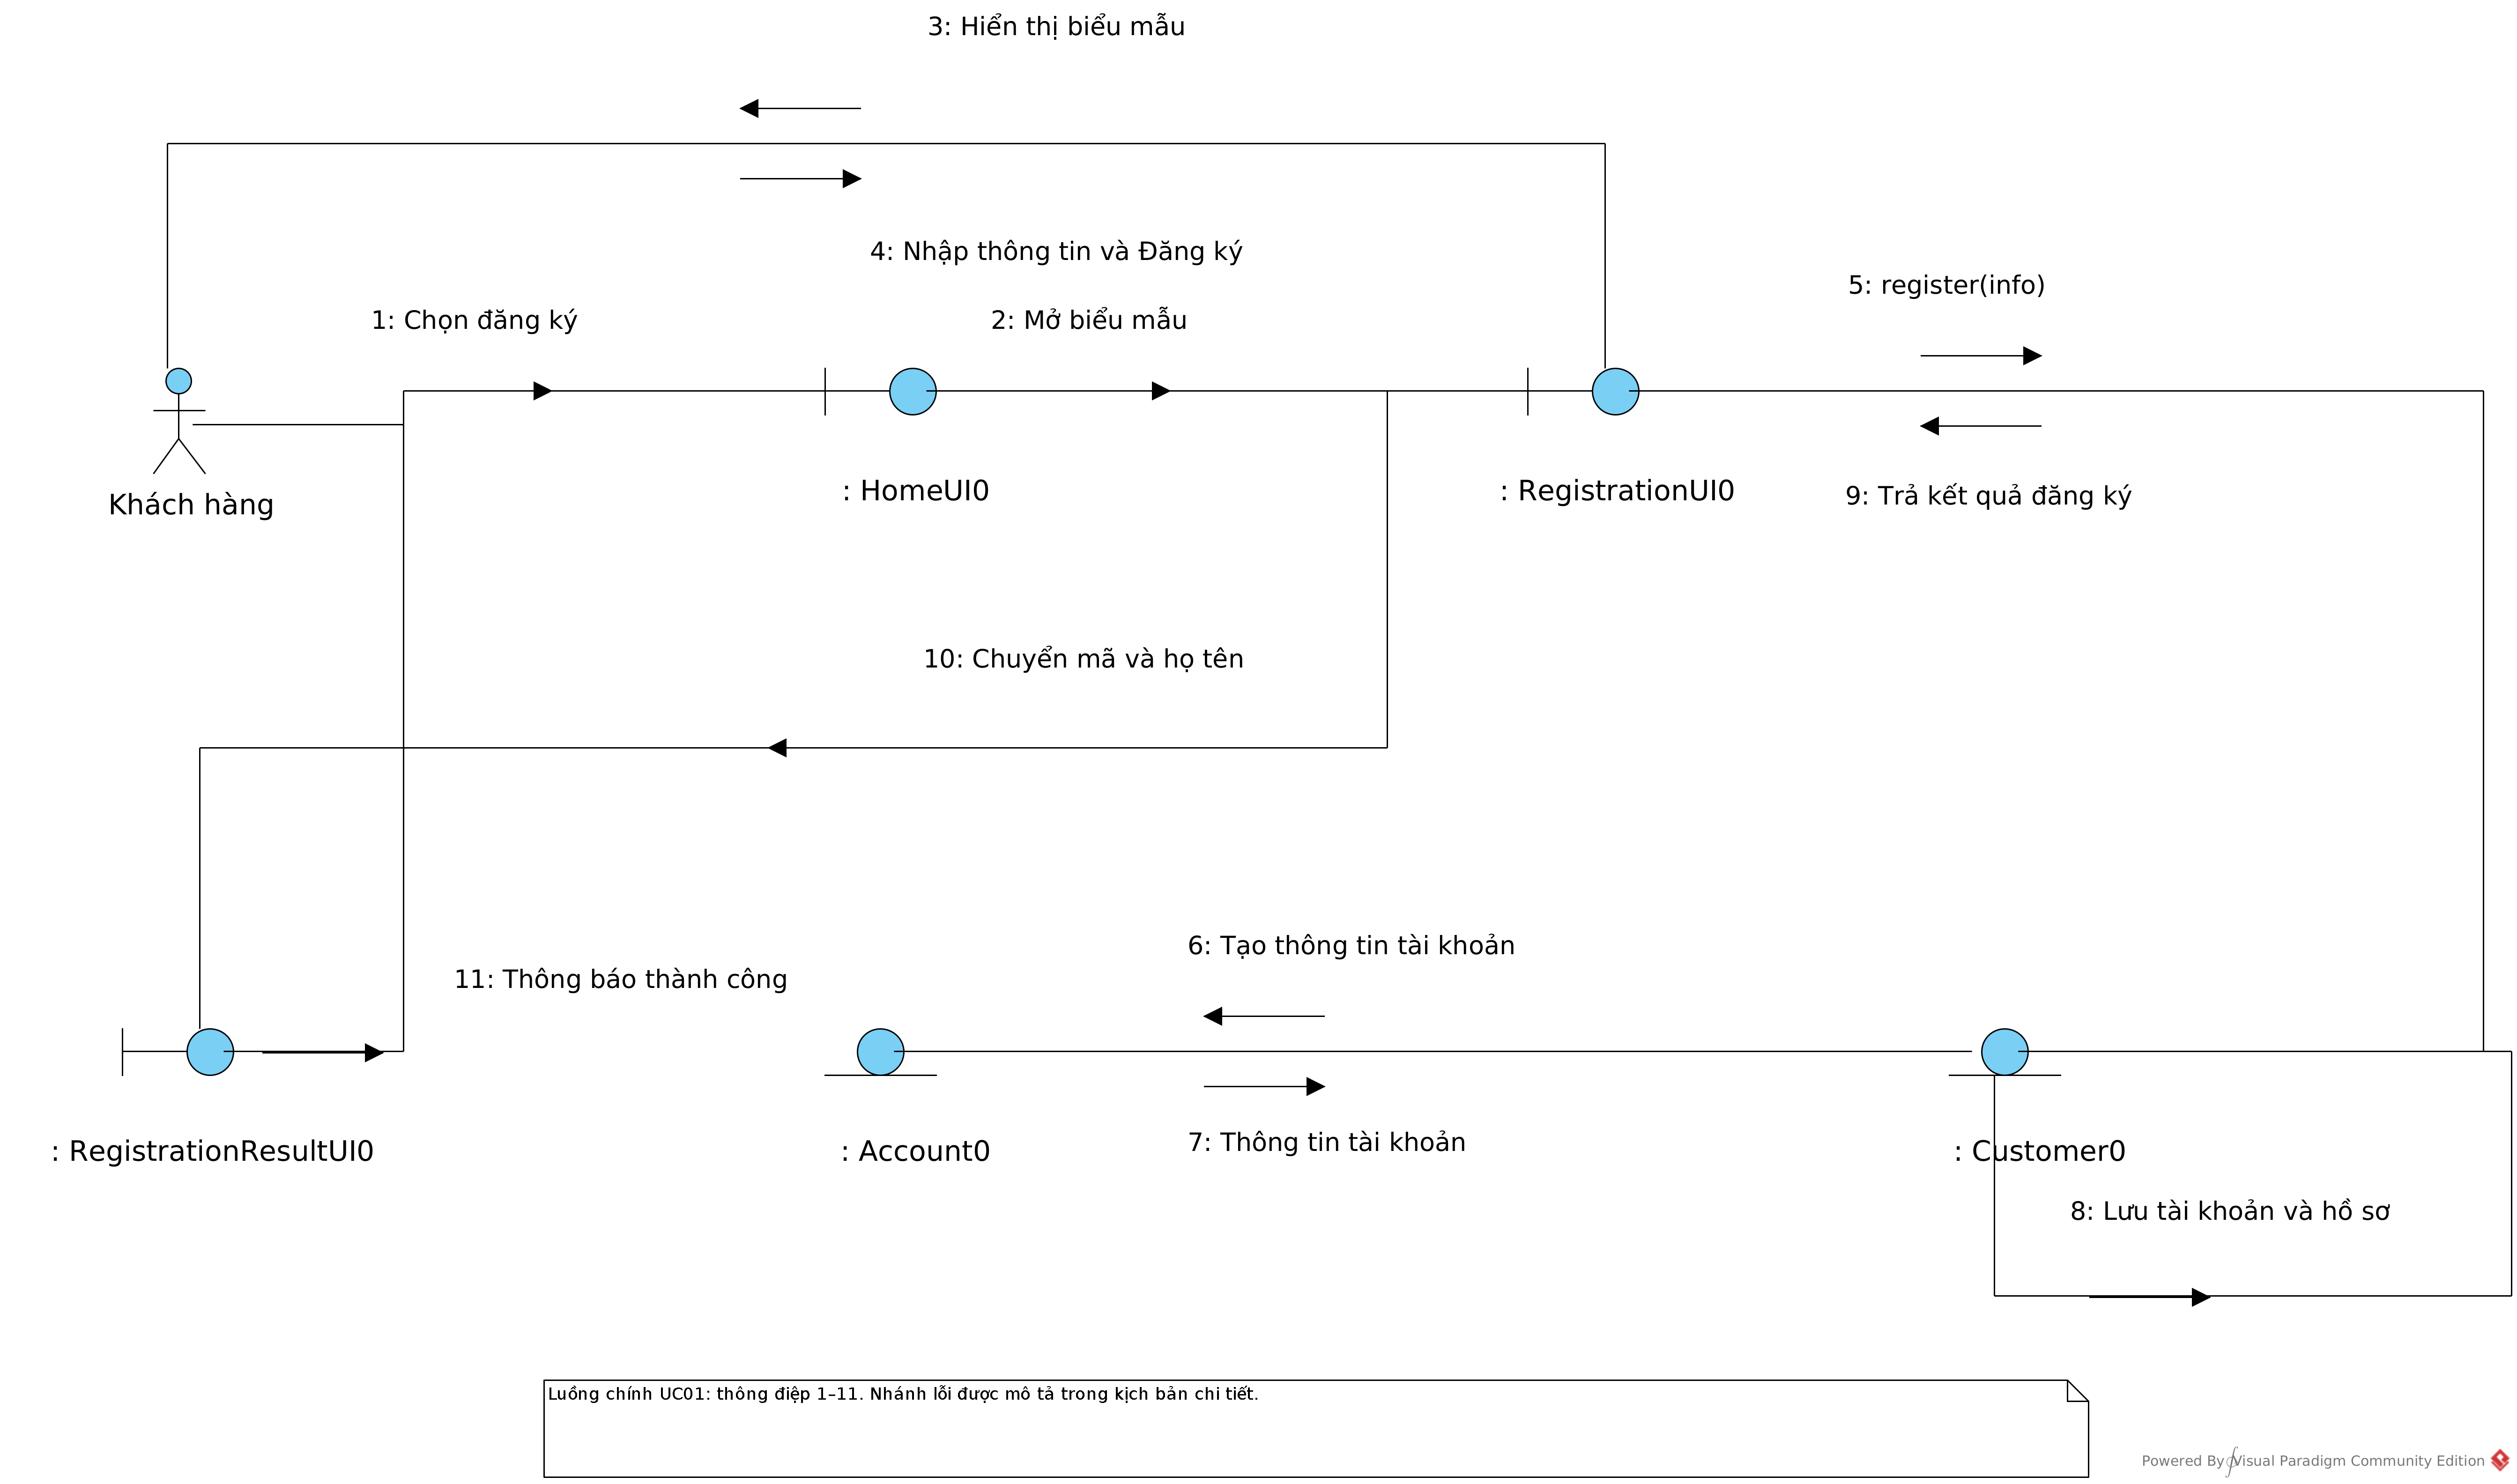 3: Hiển thị biểu mẫu
4: Nhập thông tin và Đăng ký
5: register(info)
1: Chọn đăng ký
2: Mở biểu mẫu
Khách hàng
: HomeUI0
: RegistrationUI0
9: Trả kết quả đăng ký
10: Chuyển mã và họ tên
6: Tạo thông tin tài khoản
11: Thông báo thành công
7: Thông tin tài khoản
: RegistrationResultUI0
: Account0
: Customer0
8: Lưu tài khoản và hồ sơ
Luồng chính UC01: thông điệp 1–11. Nhánh lỗi được mô tả trong kịch bản chi tiết.
Powered By Visual Paradigm Community Edition